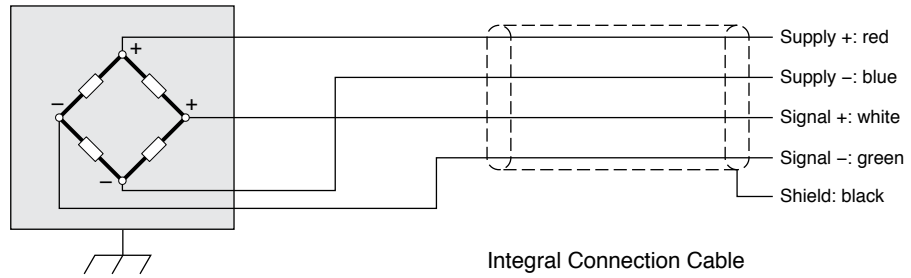 +
Supply +: red
Supply −: blue
−
+
Signal +: white
Signal −: green
−
Shield: black
Integral Connection Cable